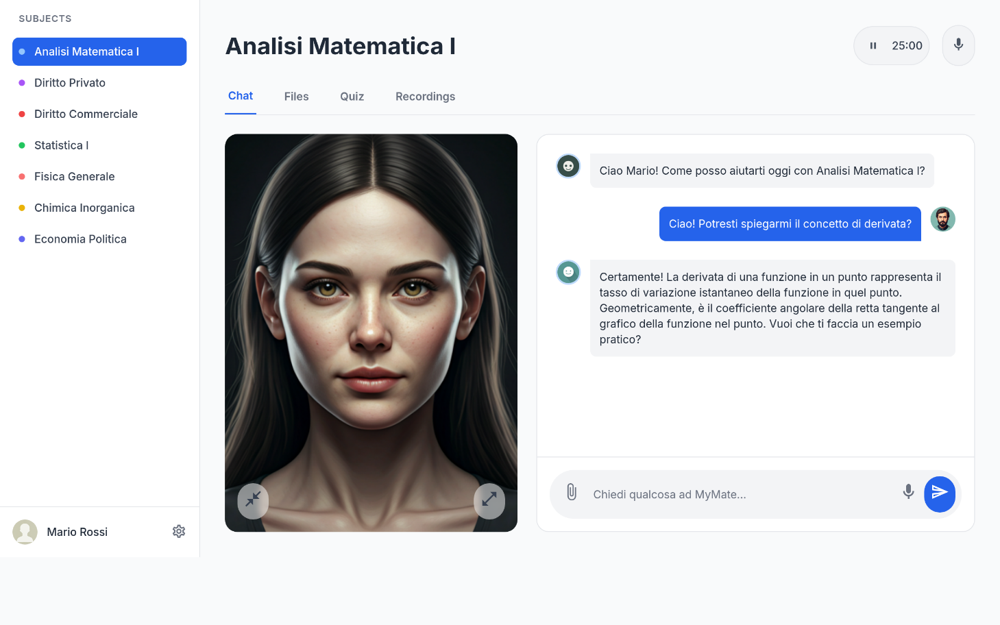 SUBJECTS
Analisi Matematica I
Diritto Privato
Diritto Commerciale
Statistica I
Fisica Generale
Chimica Inorganica
Economia Politica
Mario Rossi
Analisi Matematica I
25:00
Chat
Files
Quiz
Recordings
Ciao Mario! Come posso aiutarti oggi con Analisi Matematica I?
Ciao! Potresti spiegarmi il concetto di derivata?
Certamente! La derivata di una funzione in un punto rappresenta il
tasso di variazione istantaneo della funzione in quel punto.
Geometricamente, è il coefficiente angolare della retta tangente al
grafico della funzione nel punto. Vuoi che ti faccia un esempio
pratico?
Chiedi qualcosa ad MyMate...